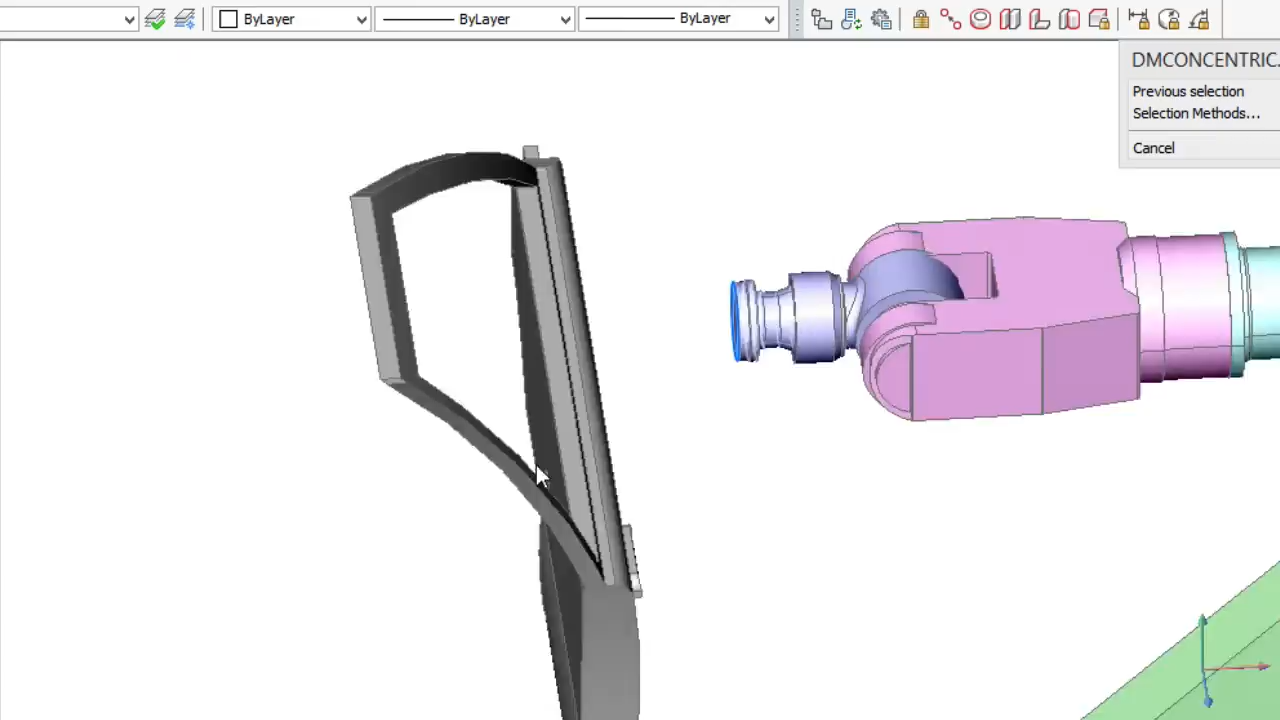 ByLayer
ByLayer
ByLayer
DMCONCENTRIC.
Previous selection
Selection Methods...
Cancel